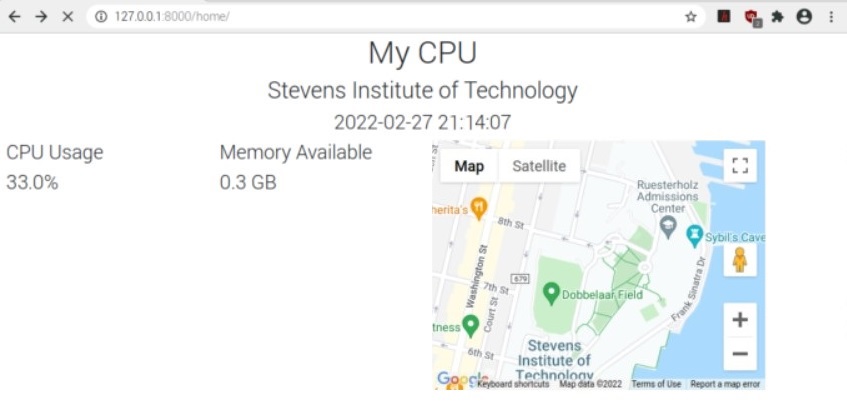 127.0.0.1:8000/home/
My CPU
Stevens Institute of Technology
2022-02-27 21:14:07
CPU Usage
33.0%
Memory Available
0.3 GB
Map
Satellite
Ruesterholz
Admissions
Center
herita's
8th St
Sybil's Cave
Washington St
679
7th St
Court St
Dobbelaar Field
Frank Sinatra Dr
tness
6th St
Stevens
Institute of
Technology
Google
Keyboard shortcuts
Map data ©2022
Terms of Use
Report a map error